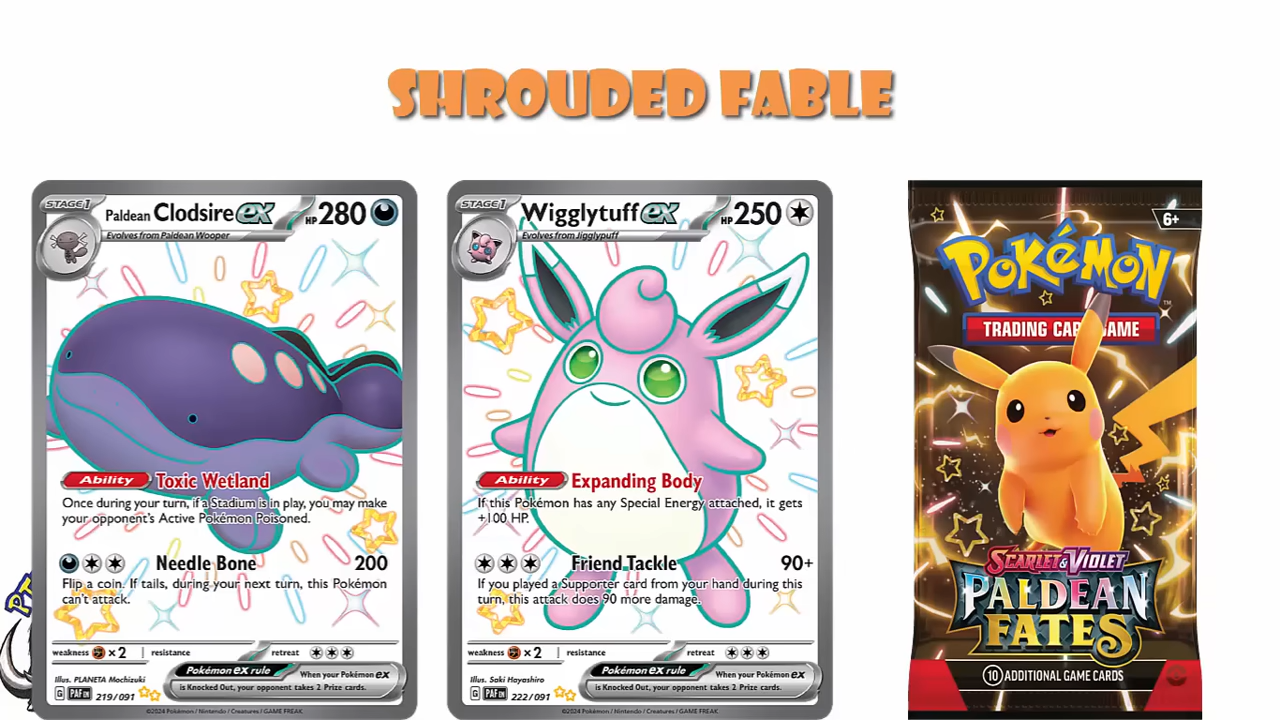 SHROUDED FABLE
STAGE1
Paldean Clodsire ex HP 280
Evolves from Paldean Wooper
Ability Toxic Wetland
Once during your turn, if a Stadium is in play, you may make
your opponent's Active Pokémon Poisoned.
Needle Bone 200
Flip a coin. If tails, during your next turn, this Pokémon
can't attack.
weakness ×2 resistance retreat
Pokémon ex rule When your Pokémon ex
is Knocked Out, your opponent takes 2 Prize cards.
Illus. PLANETA Mochizuki
G PAF EN 219/091
©2024 Pokémon / Nintendo / Creatures / GAME FREAK
STAGE1
Wigglytuff ex HP 250
Evolves from Jigglypuff
Ability Expanding Body
If this Pokémon has any Special Energy attached, it gets
+100 HP.
Friend Tackle 90+
If you played a Supporter card from your hand during this
turn, this attack does 90 more damage.
weakness ×2 resistance retreat
Pokémon ex rule When your Pokémon ex
is Knocked Out, your opponent takes 2 Prize cards.
Illus. Saki Hayashiro
G PAF EN 222/091
©2024 Pokémon / Nintendo / Creatures / GAME FREAK
6+
POKéMON
TM
TRADING CARD GAME
SCARLET & VIOLET
PALDEAN
FATES
10 ADDITIONAL GAME CARDS